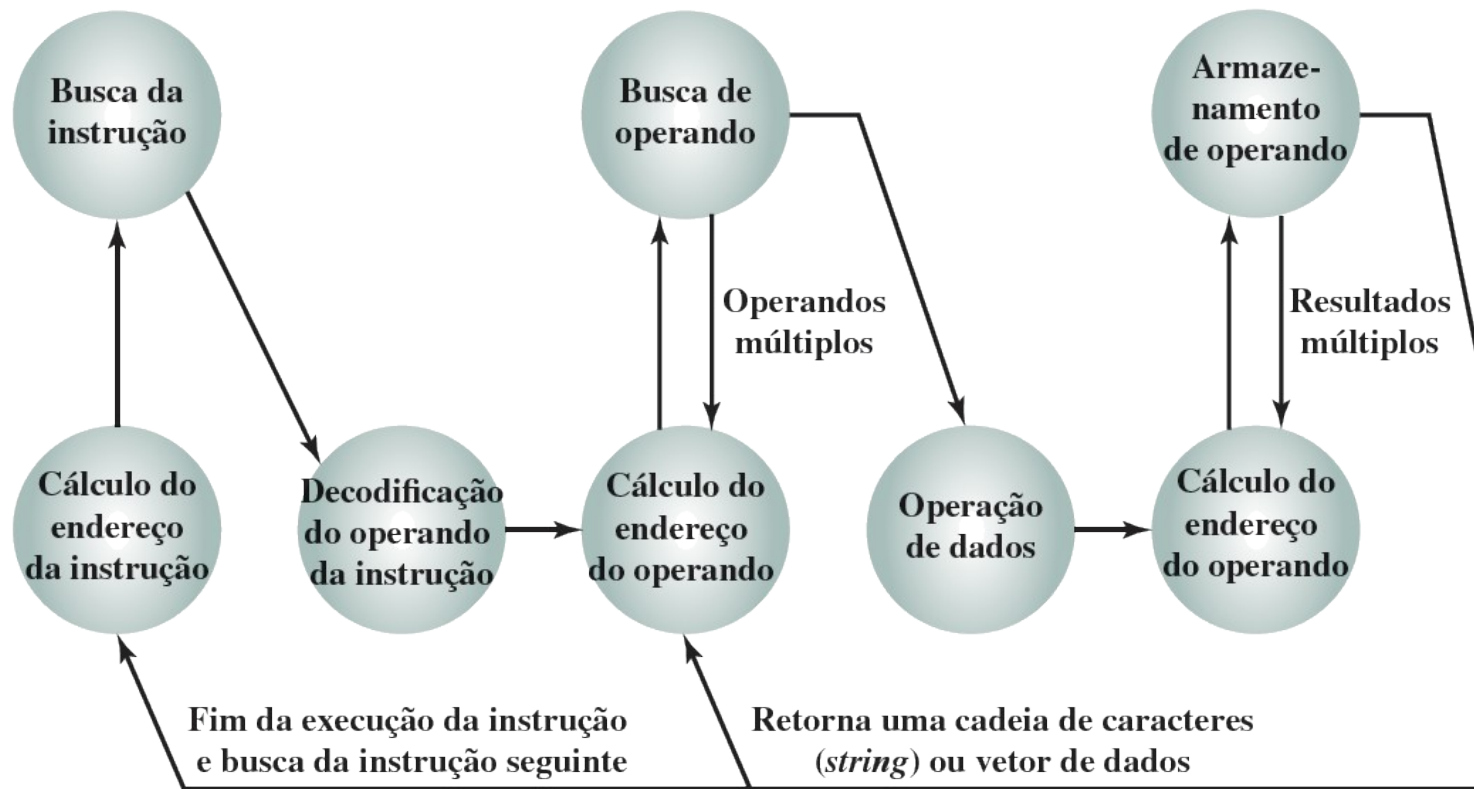 Busca da
instrução
Busca de
operando
Armaze-
namento
de operando
Operandos
múltiplos
Resultados
múltiplos
Cálculo do
endereço
da instrução
Decodificação
do operando
da instrução
Cálculo do
endereço
do operando
Operação
de dados
Cálculo do
endereço
do operando
Fim da execução da instrução
e busca da instrução seguinte
Retorna uma cadeia de caracteres
(string) ou vetor de dados